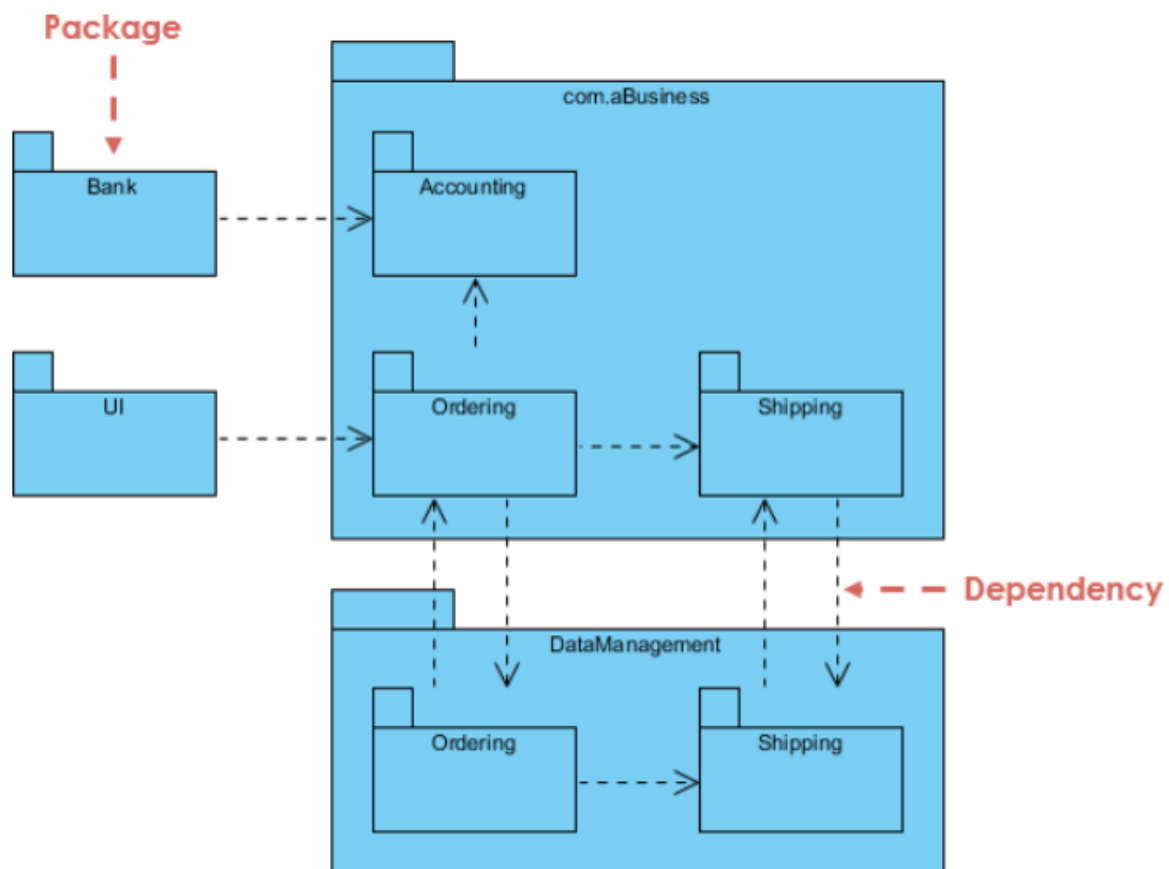 Package
com.aBusiness
Bank
Accounting
UI
Ordering
Shipping
Dependency
DataManagement
Ordering
Shipping